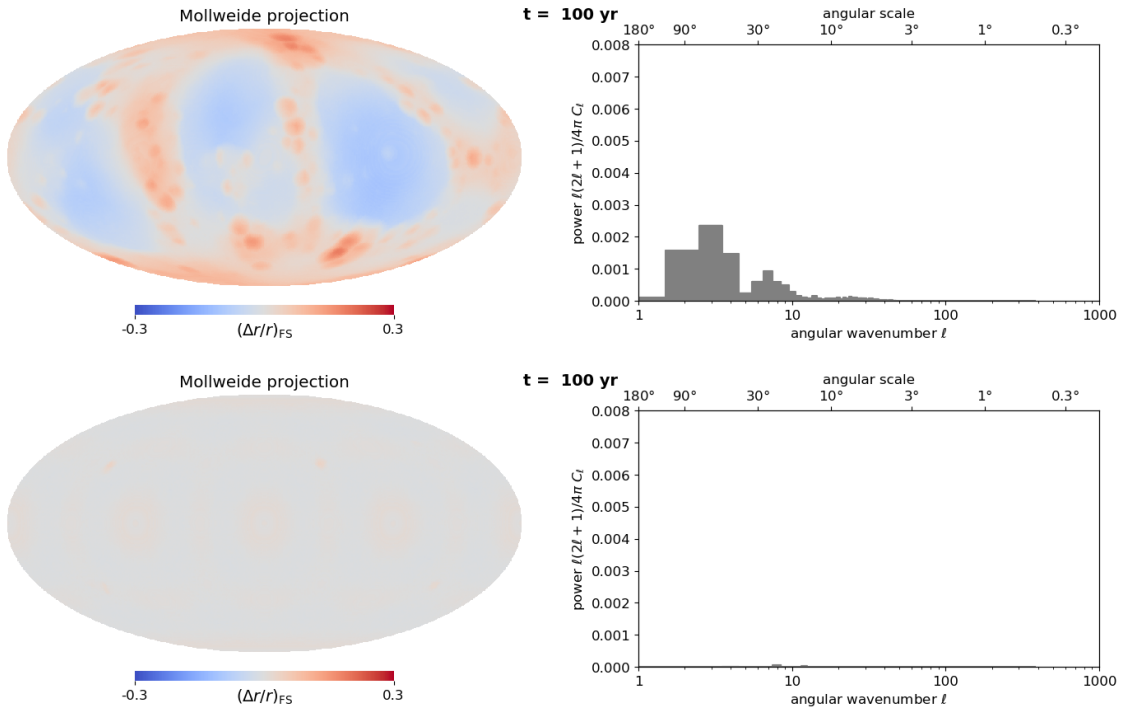 Mollweide projection
-0.3
0.3
(Δr/r)FS
t = 100 yr
angular scale
180° 90° 30° 10° 3° 1° 0.3°
0.008
0.007
0.006
0.005
0.004
0.003
0.002
0.001
0.000
power ℓ(2ℓ + 1)/4π Cℓ
1 10 100 1000
angular wavenumber ℓ
Mollweide projection
-0.3
0.3
(Δr/r)FS
t = 100 yr
angular scale
180° 90° 30° 10° 3° 1° 0.3°
0.008
0.007
0.006
0.005
0.004
0.003
0.002
0.001
0.000
power ℓ(2ℓ + 1)/4π Cℓ
1 10 100 1000
angular wavenumber ℓ